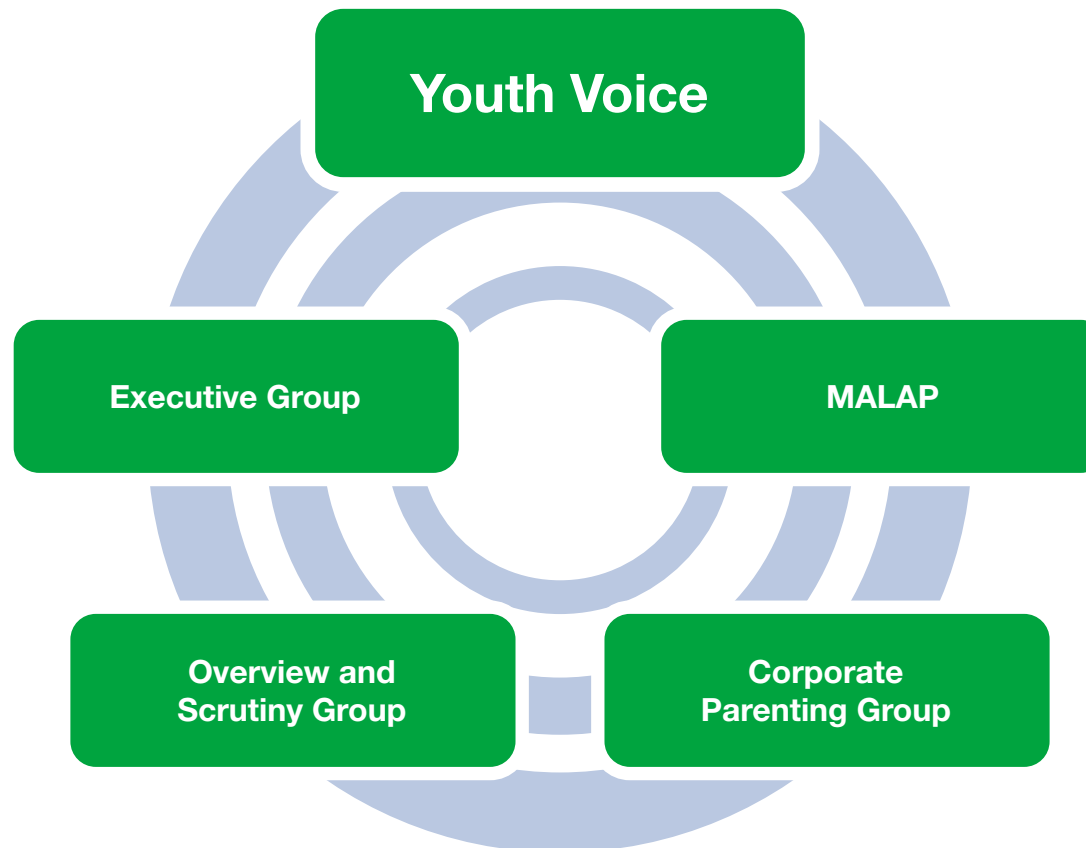 Youth Voice
Executive Group
MALAP
Overview and
Scrutiny Group
Corporate
Parenting Group